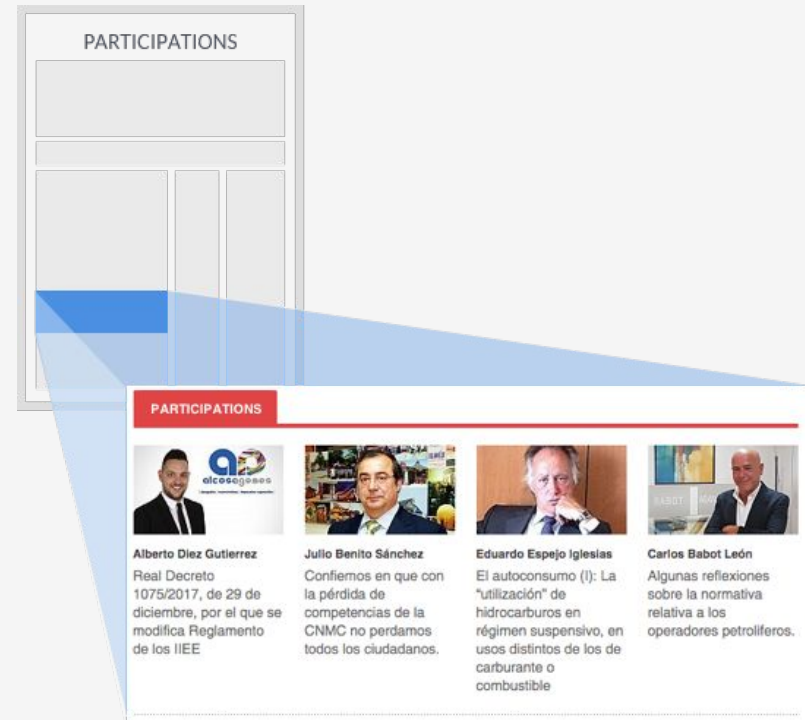 PARTICIPATIONS
PARTICIPATIONS
alcosagones
Alberto Diez Gutierrez
Real Decreto
1075/2017, de 29 de
diciembre, por el que se
modifica Reglamento
de los IIEE
Julio Benito Sánchez
Confiemos en que con
la pérdida de
competencias de la
CNMC no perdamos
todos los ciudadanos.
Eduardo Espejo Iglesias
El autoconsumo (I): La
“utilización” de
hidrocarburos en
régimen suspensivo, en
usos distintos de los de
carburante o
combustible
BABOT
Carlos Babot León
Algunas reflexiones
sobre la normativa
relativa a los
operadores petrolíferos.